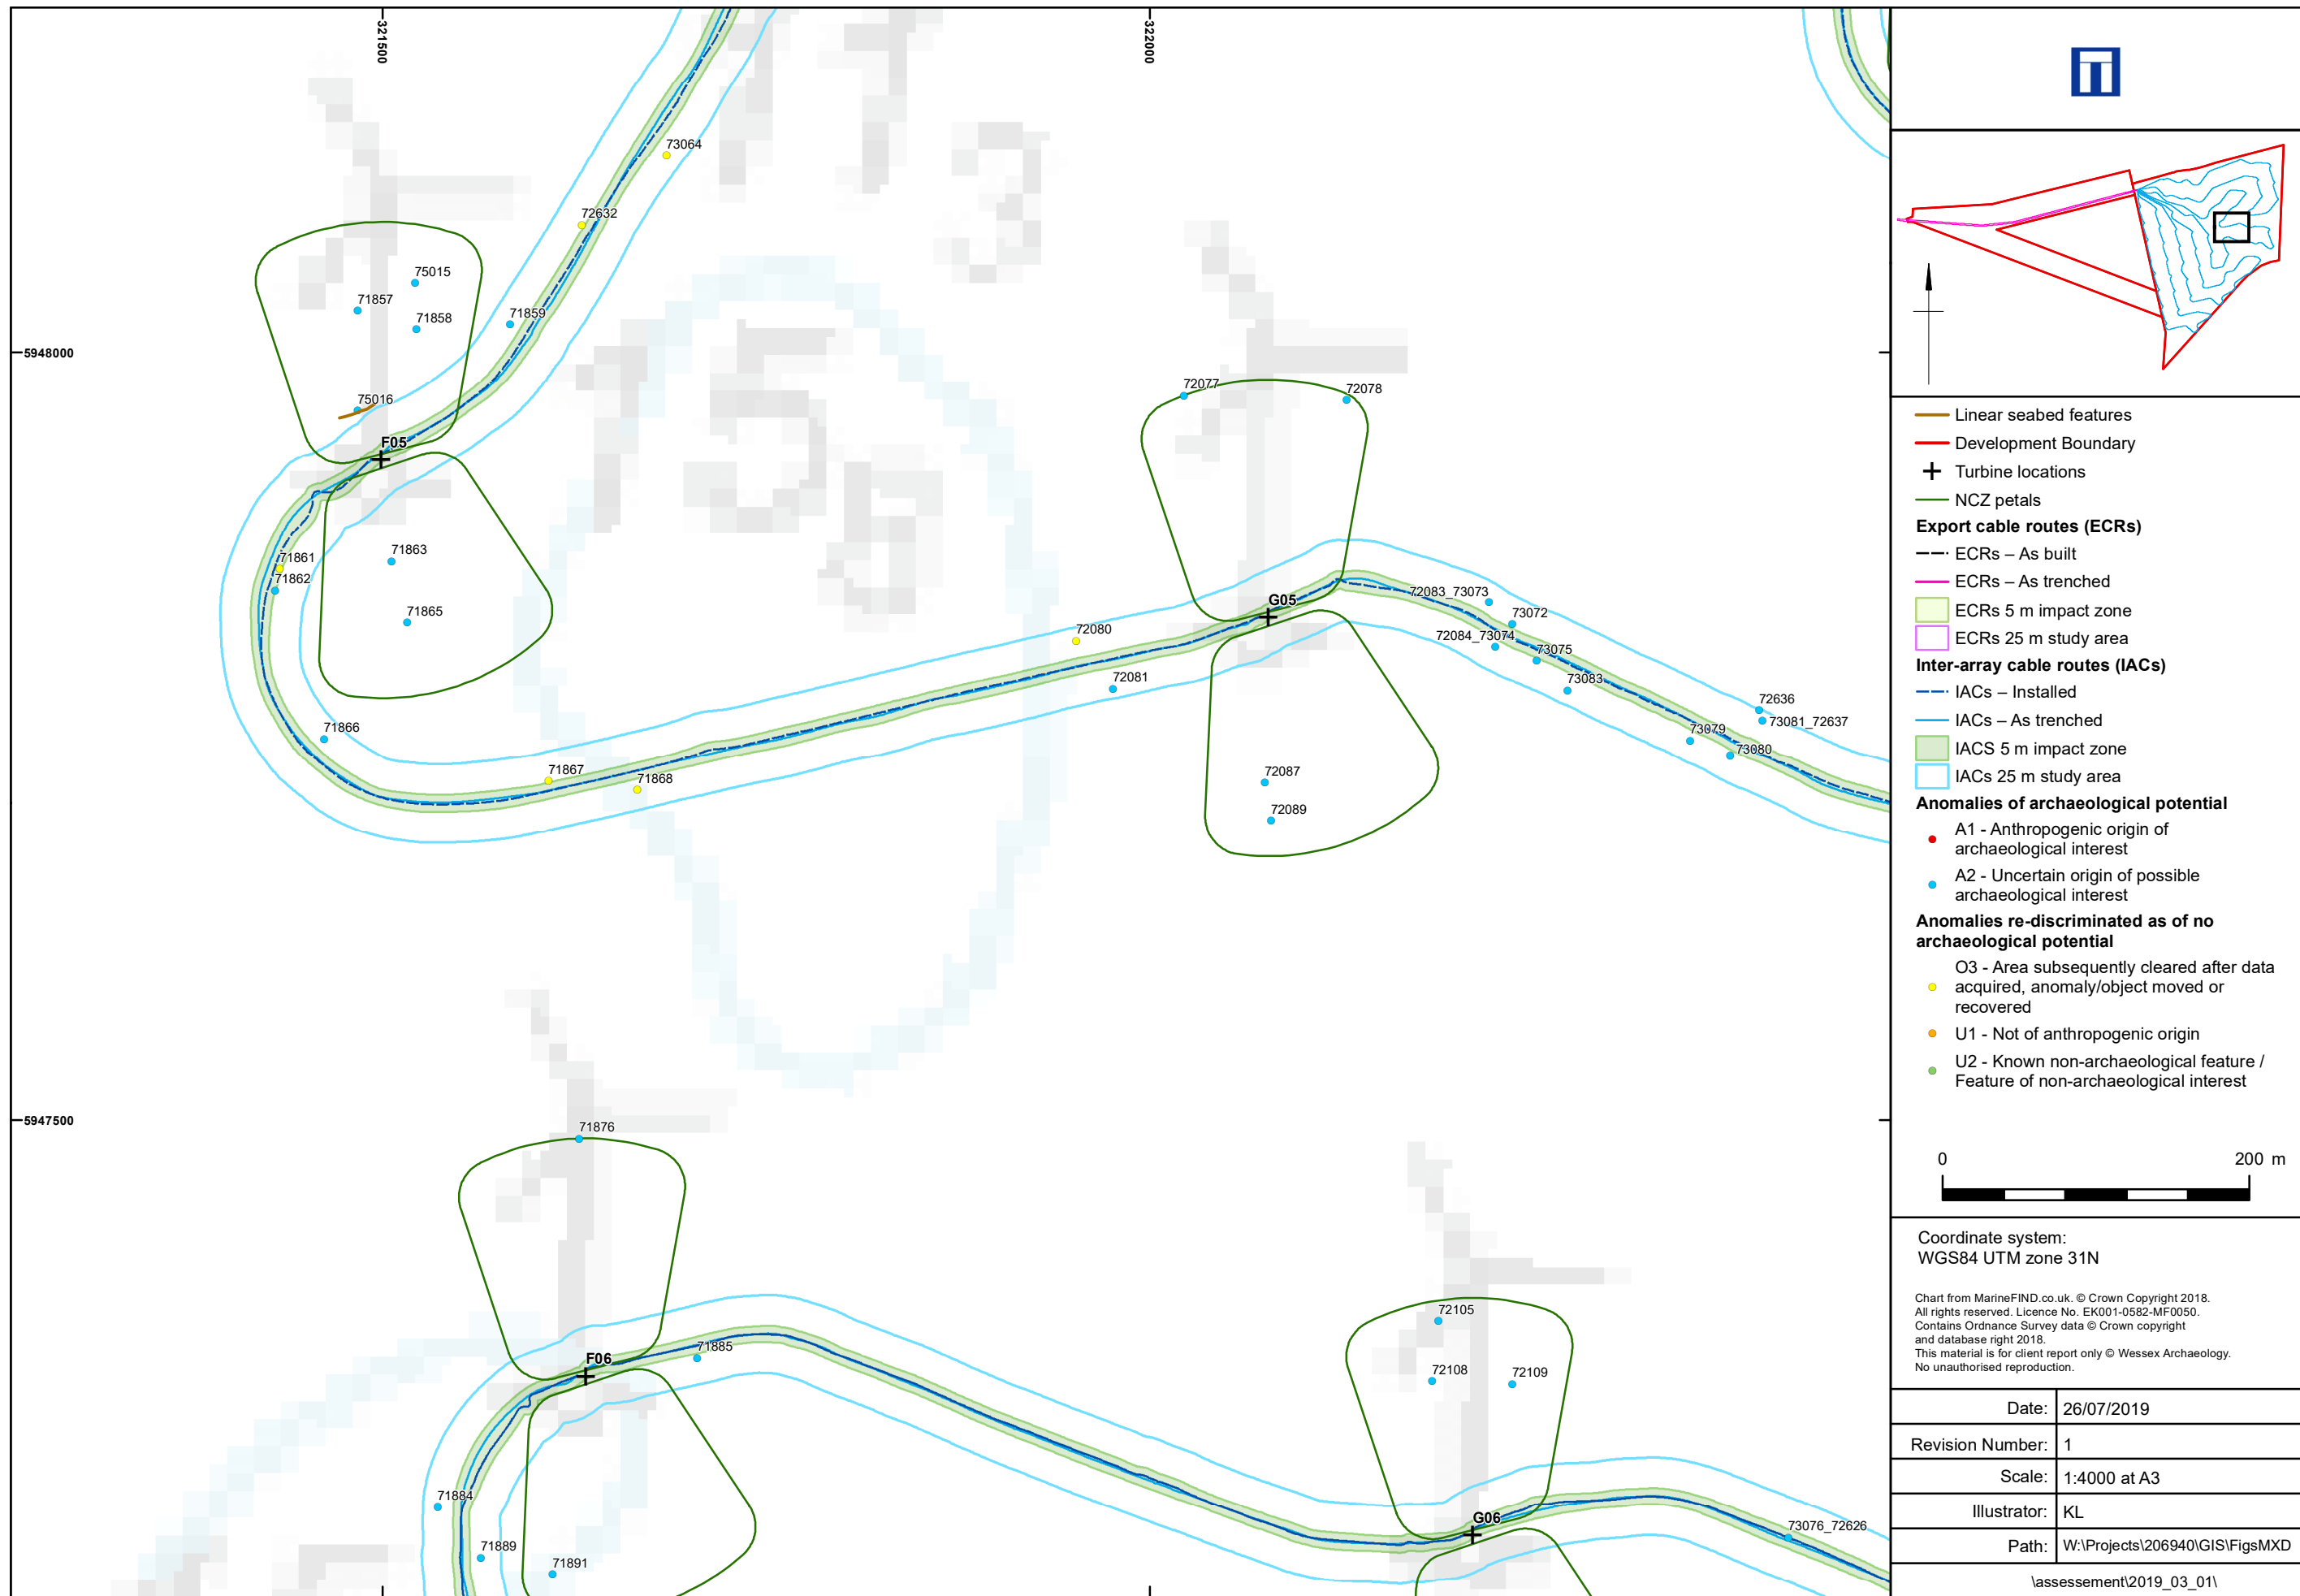 321500
322000
73064
72632
75015
71857
71858
71859
5948000
75016
F05
72077
72078
71861
71862
71863
71865
G05
72083_73073
73072
72080
72084_73074
73075
72081
73083
72636
73081_72637
71866
73079
73080
71867
71868
72087
72089
5947500
71876
72105
71885
F06
72108
72109
71884
G06
73076_72626
71889
71891
Linear seabed features
Development Boundary
Turbine locations
NCZ petals
Export cable routes (ECRs)
ECRs – As built
ECRs – As trenched
ECRs 5 m impact zone
ECRs 25 m study area
Inter-array cable routes (IACs)
IACs – Installed
IACs – As trenched
IACS 5 m impact zone
IACs 25 m study area
Anomalies of archaeological potential
A1 - Anthropogenic origin of
archaeological interest
A2 - Uncertain origin of possible
archaeological interest
Anomalies re-discriminated as of no
archaeological potential
O3 - Area subsequently cleared after data
acquired, anomaly/object moved or
recovered
U1 - Not of anthropogenic origin
U2 - Known non-archaeological feature /
Feature of non-archaeological interest
0 200 m
Coordinate system:
WGS84 UTM zone 31N
Chart from MarineFIND.co.uk. © Crown Copyright 2018.
All rights reserved. Licence No. EK001-0582-MF0050.
Contains Ordnance Survey data © Crown copyright
and database right 2018.
This material is for client report only © Wessex Archaeology.
No unauthorised reproduction.
Date: 26/07/2019
Revision Number: 1
Scale: 1:4000 at A3
Illustrator: KL
Path: W:\Projects\206940\GIS\FigsMXD
\assessement\2019_03_01\